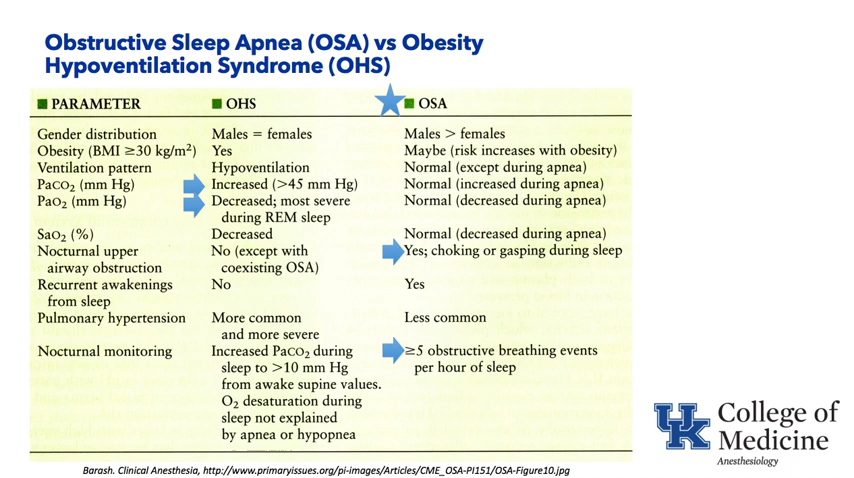 Obstructive Sleep Apnea (OSA) vs Obesity
Hypoventilation Syndrome (OHS)
PARAMETER OHS OSA
Gender distribution Males = females Males > females
Obesity (BMI ≥30 kg/m²) Yes Maybe (risk increases with obesity)
Ventilation pattern Hypoventilation Normal (except during apnea)
PaCO₂ (mm Hg) Increased (>45 mm Hg) Normal (increased during apnea)
PaO₂ (mm Hg) Decreased; most severe Normal (decreased during apnea)
during REM sleep
SaO₂ (%) Decreased Normal (decreased during apnea)
Nocturnal upper No (except with Yes; choking or gasping during sleep
airway obstruction coexisting OSA)
Recurrent awakenings No Yes
from sleep
Pulmonary hypertension More common Less common
and more severe
Nocturnal monitoring Increased PaCO₂ during ≥5 obstructive breathing events
sleep to >10 mm Hg per hour of sleep
from awake supine values.
O₂ desaturation during
sleep not explained
by apnea or hypopnea
UK College of
Medicine
Anesthesiology
Barash. Clinical Anesthesia, http://www.primaryissues.org/pi-images/Articles/CME_OSA-PI151/OSA-Figure10.jpg